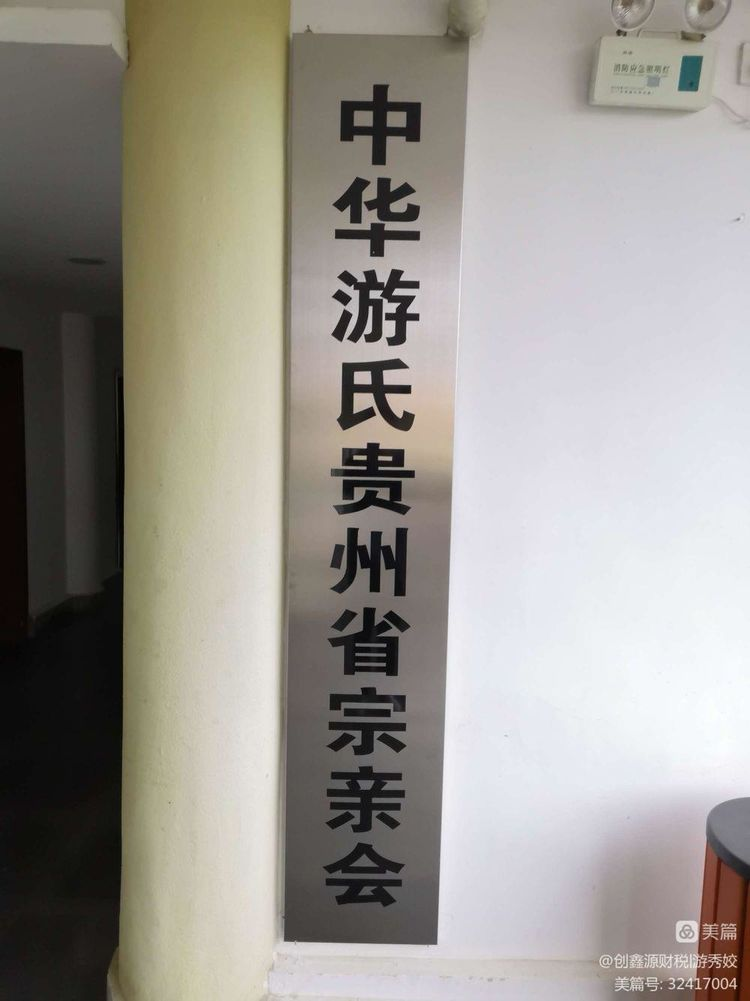 中华游氏贵州省宗亲会
消防应急照明灯
美篇
@创鑫源财税|游秀姣
美篇号: 32417004